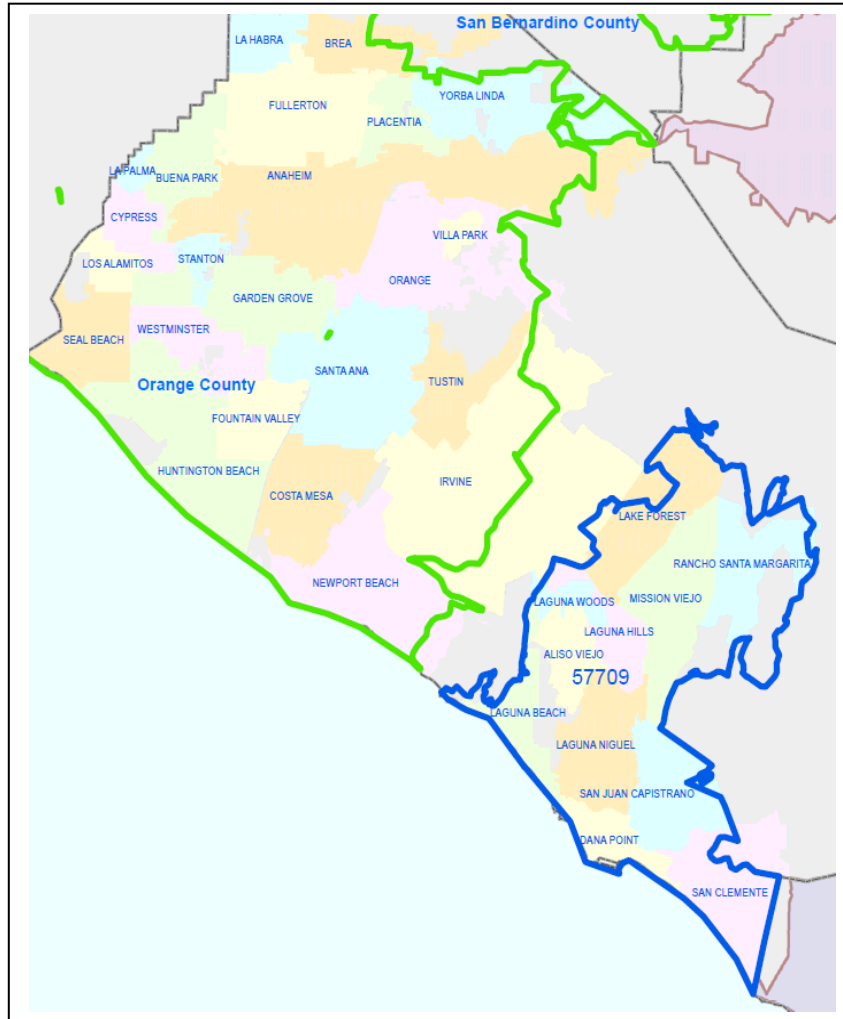 San Bernardino County
LA HABRA
BREA
YORBA LINDA
FULLERTON
PLACENTIA
LA PALMA
BUENA PARK
ANAHEIM
CYPRESS
VILLA PARK
LOS ALAMITOS
STANTON
ORANGE
GARDEN GROVE
SEAL BEACH
WESTMINSTER
SANTA ANA
TUSTIN
Orange County
FOUNTAIN VALLEY
HUNTINGTON BEACH
IRVINE
COSTA MESA
LAKE FOREST
RANCHO SANTA MARGARITA
NEWPORT BEACH
LAGUNA WOODS
MISSION VIEJO
LAGUNA HILLS
ALISO VIEJO
57709
LAGUNA BEACH
LAGUNA NIGUEL
SAN JUAN CAPISTRANO
DANA POINT
SAN CLEMENTE